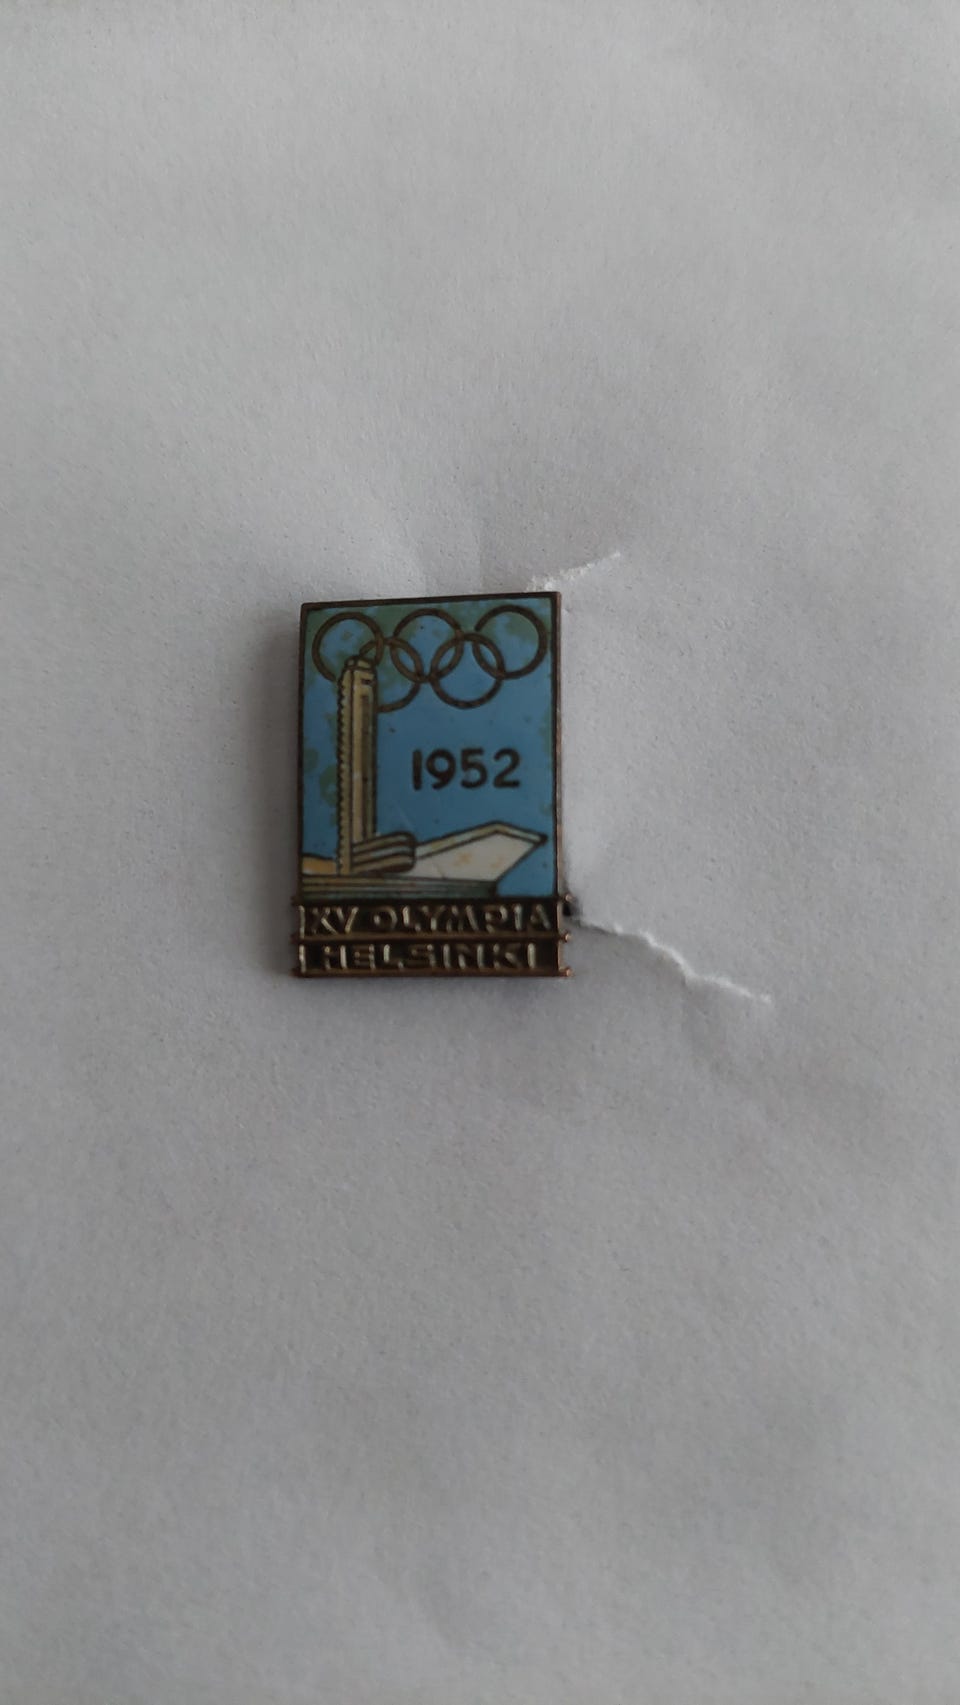 1952
XV OLYMPIA
HELSINKI